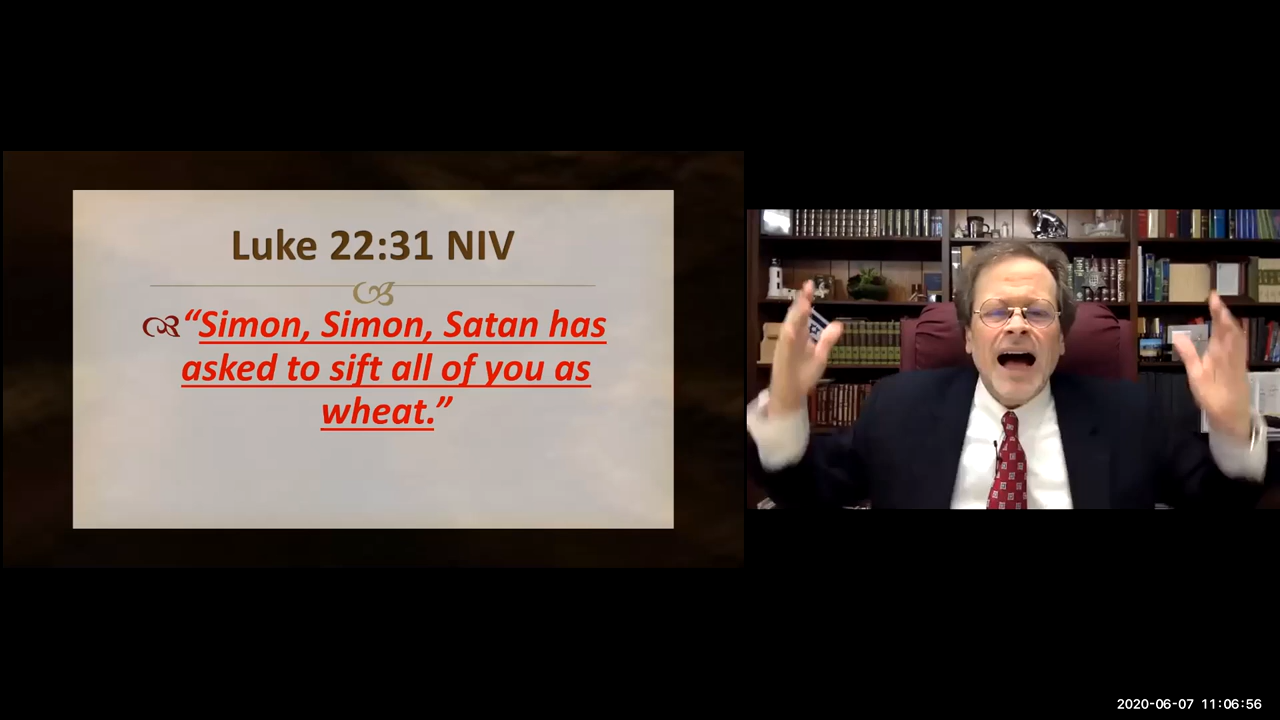 Luke 22:31 NIV
“Simon, Simon, Satan has
asked to sift all of you as
wheat.”
2020-06-07 11:06:56